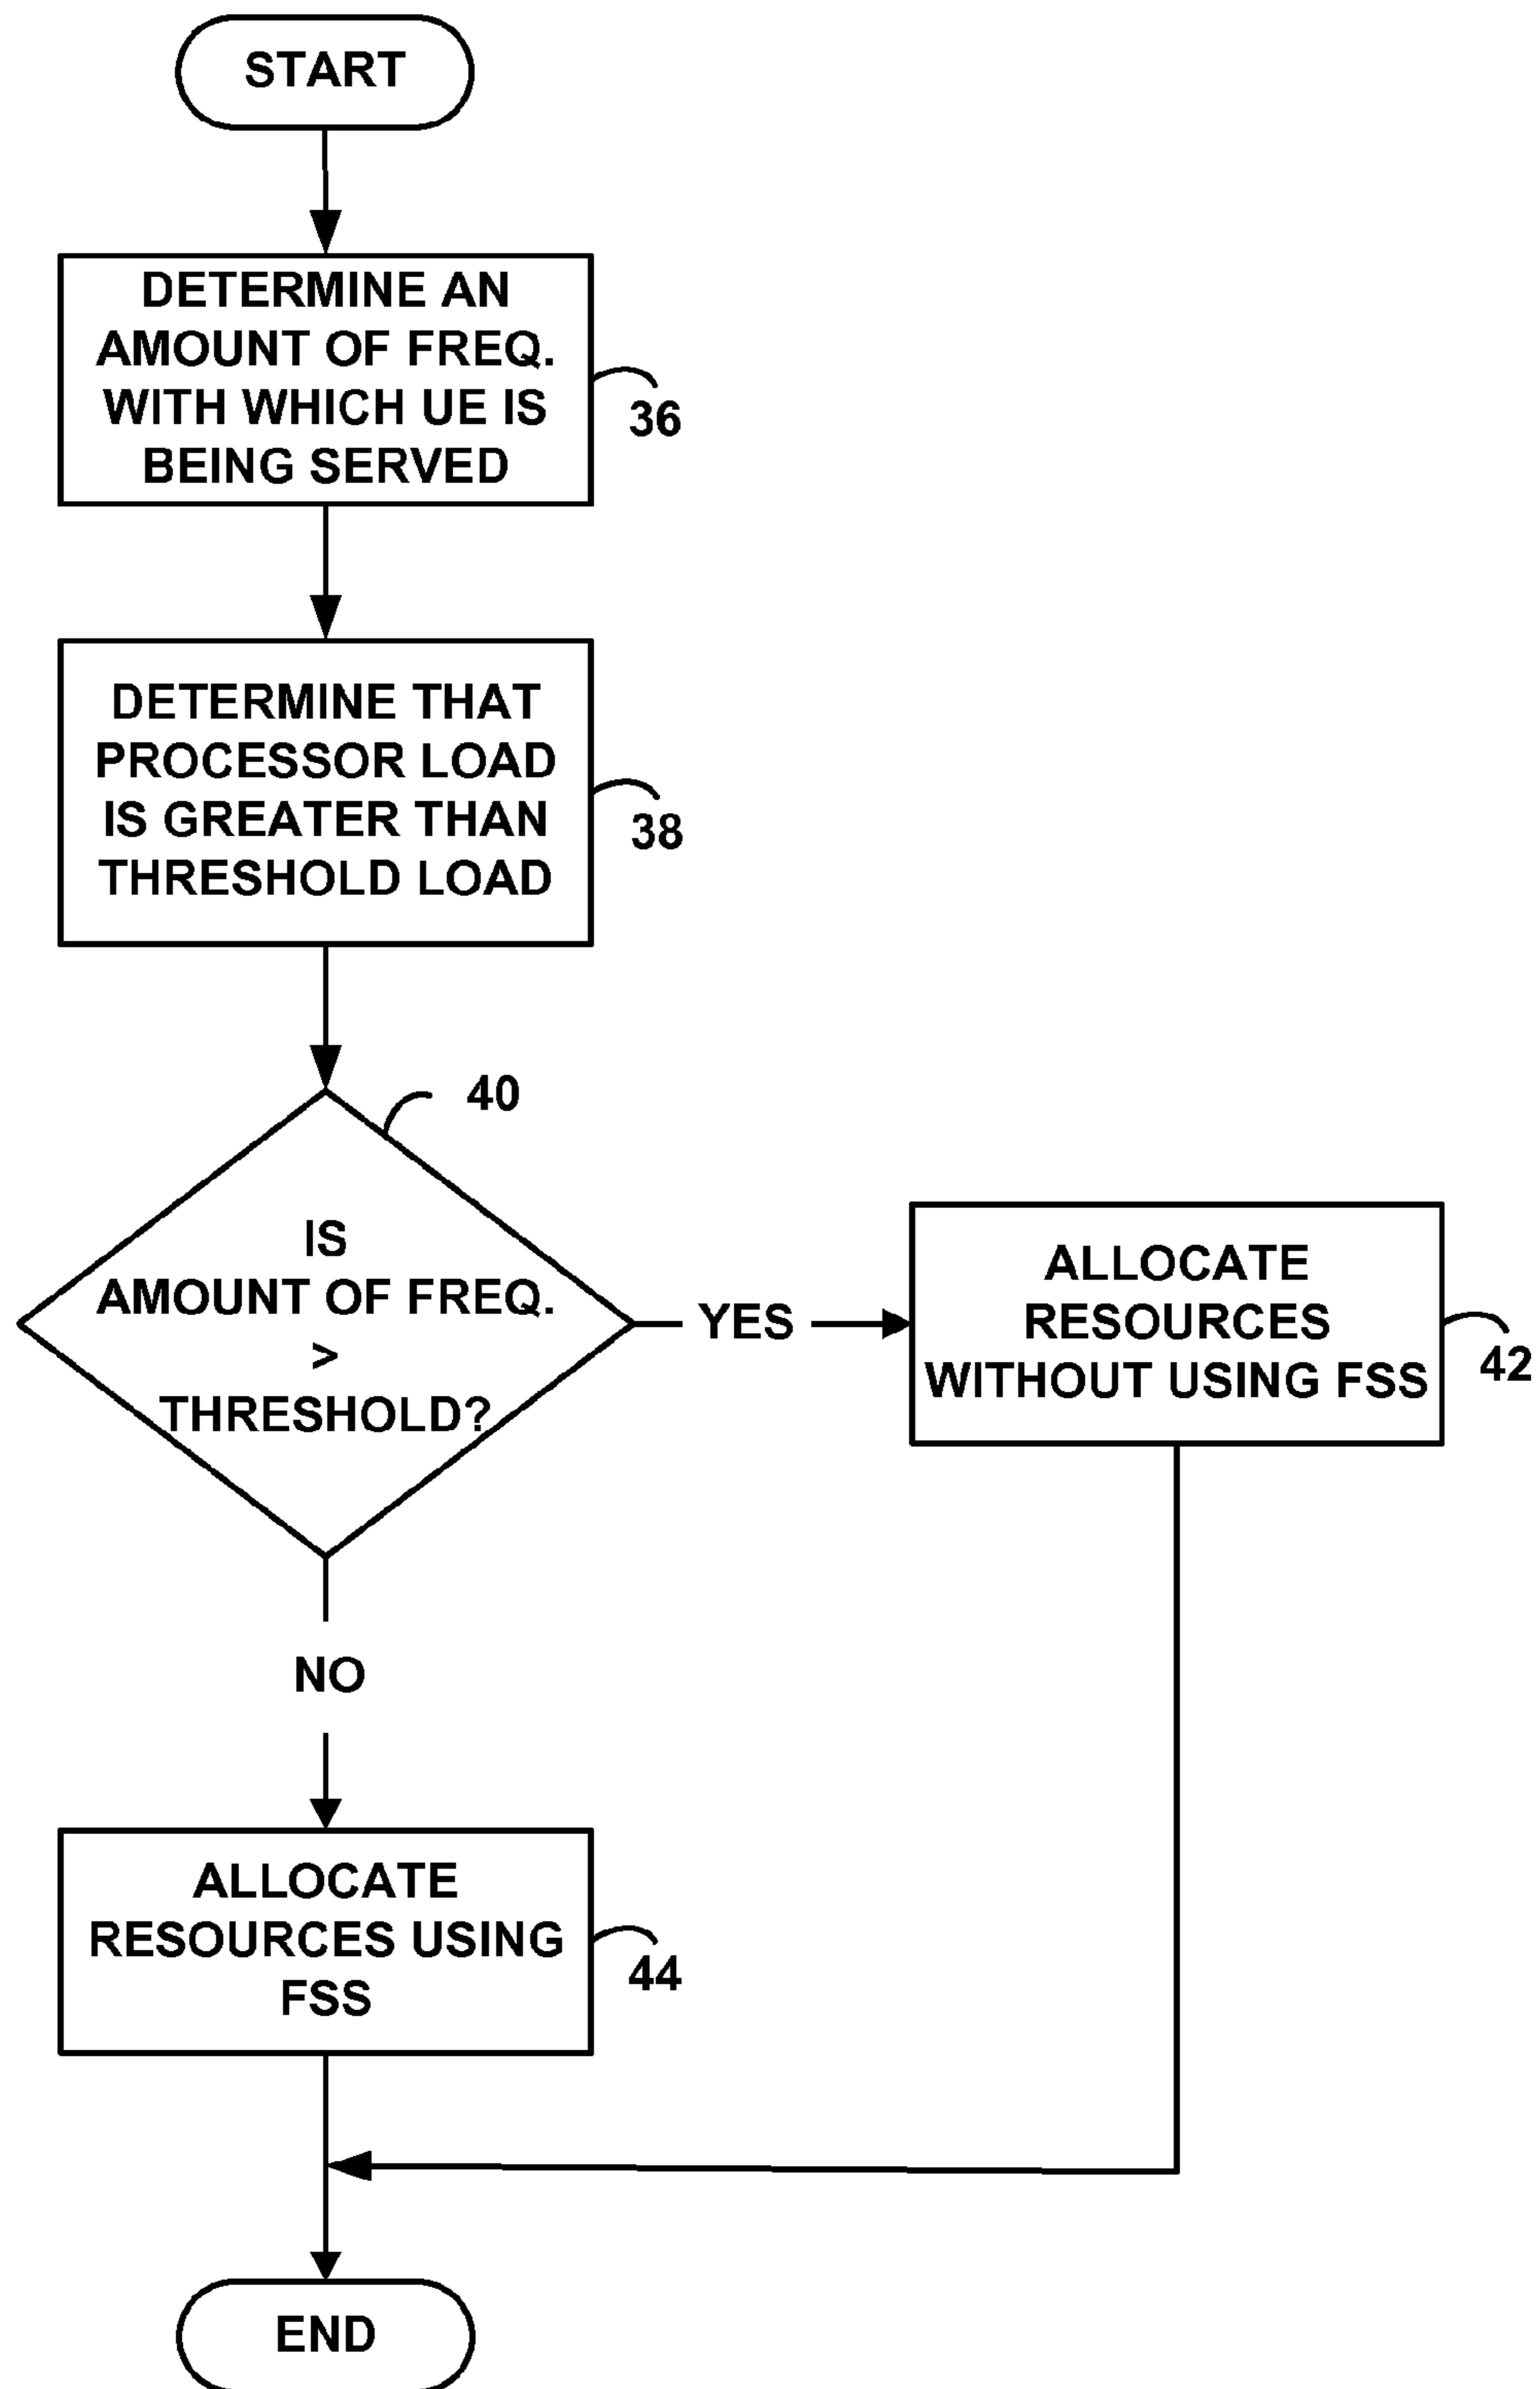 START
DETERMINE AN
AMOUNT OF FREQ.
WITH WHICH UE IS
BEING SERVED
36
DETERMINE THAT
PROCESSOR LOAD
IS GREATER THAN
THRESHOLD LOAD
38
40
IS
AMOUNT OF FREQ.
>
THRESHOLD?
YES
ALLOCATE
RESOURCES
WITHOUT USING FSS
42
NO
ALLOCATE
RESOURCES USING
FSS
44
END